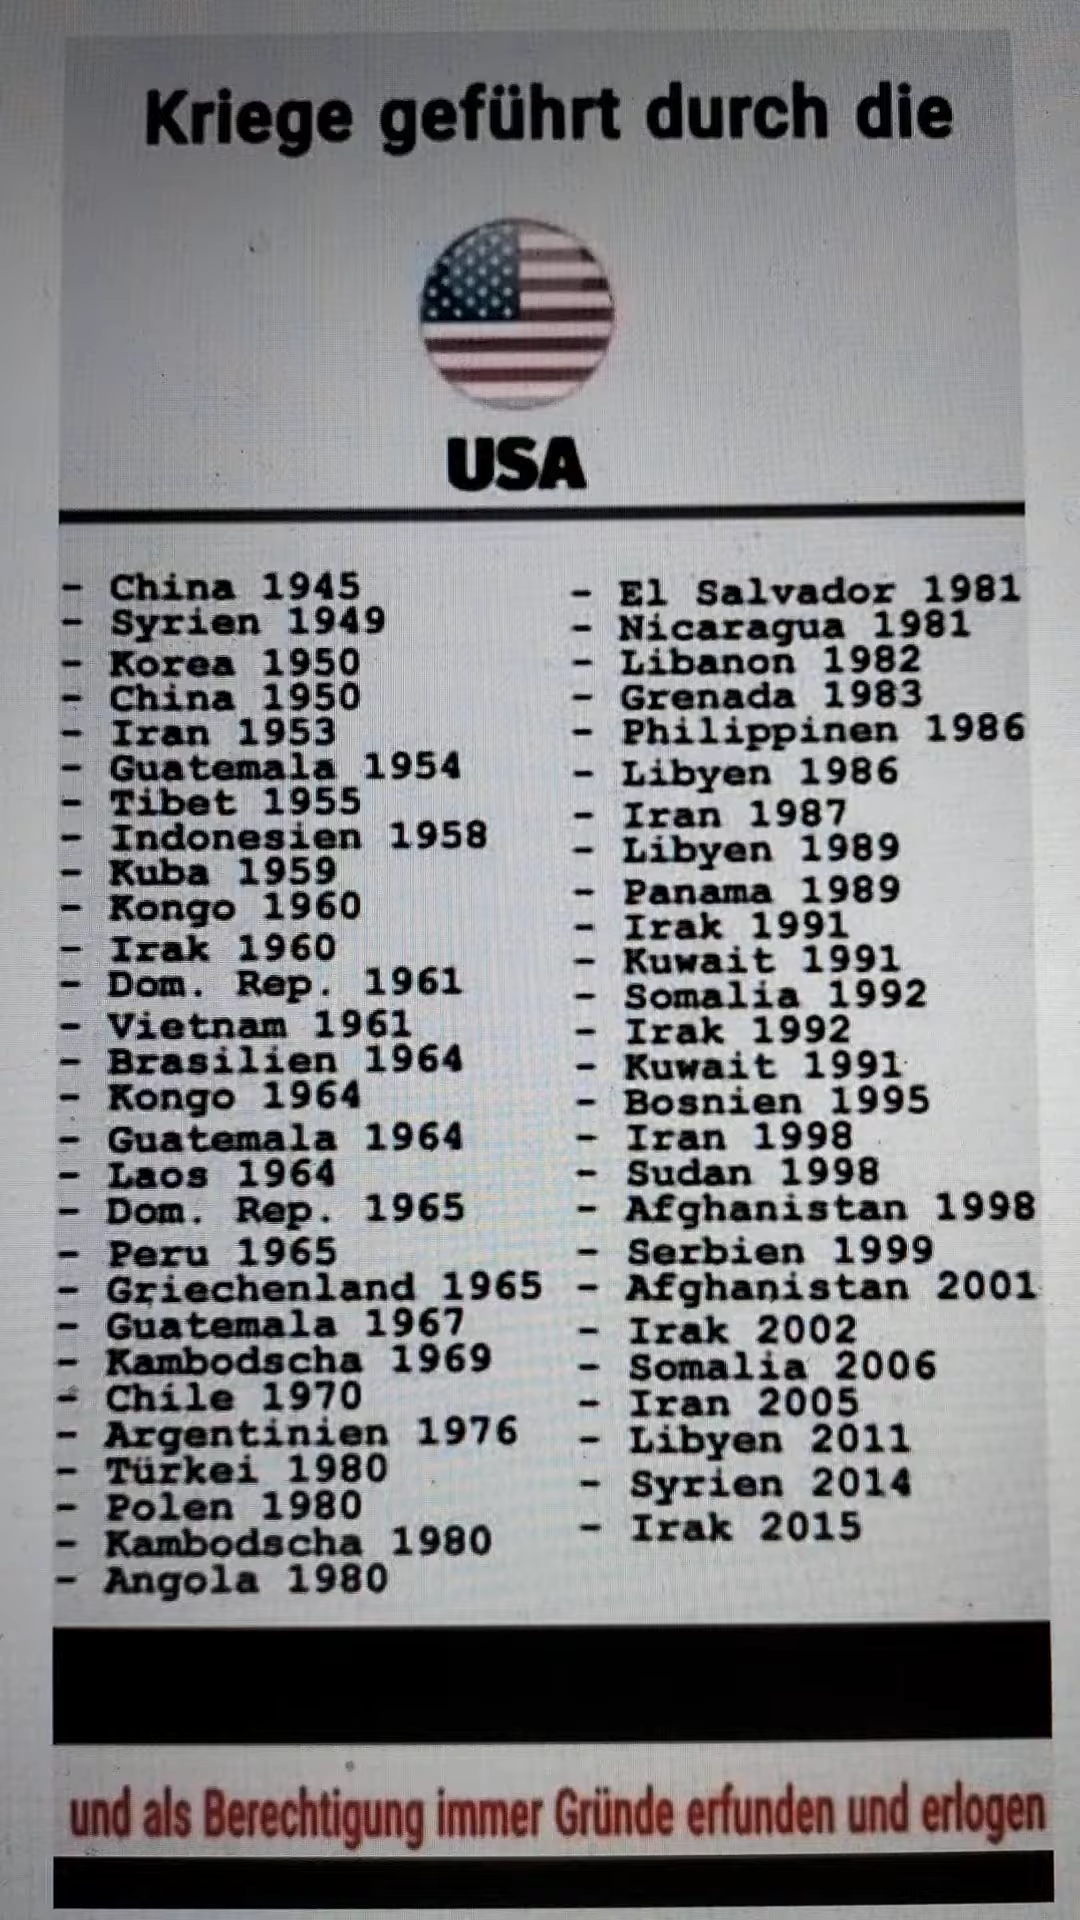 Kriege geführt durch die
USA
- China 1945
- Syrien 1949
- Korea 1950
- China 1950
- Iran 1953
- Guatemala 1954
- Tibet 1955
- Indonesien 1958
- Kuba 1959
- Kongo 1960
- Irak 1960
- Dom. Rep. 1961
- Vietnam 1961
- Brasilien 1964
- Kongo 1964
- Guatemala 1964
- Laos 1964
- Dom. Rep. 1965
- Peru 1965
- Griechenland 1965
- Guatemala 1967
- Kambodscha 1969
- Chile 1970
- Argentinien 1976
- Türkei 1980
- Polen 1980
- Kambodscha 1980
- Angola 1980
- El Salvador 1981
- Nicaragua 1981
- Libanon 1982
- Grenada 1983
- Philippinen 1986
- Libyen 1986
- Iran 1987
- Libyen 1989
- Panama 1989
- Irak 1991
- Kuwait 1991
- Somalia 1992
- Irak 1992
- Kuwait 1991
- Bosnien 1995
- Iran 1998
- Sudan 1998
- Afghanistan 1998
- Serbien 1999
- Afghanistan 2001
- Irak 2002
- Somalia 2006
- Iran 2005
- Libyen 2011
- Syrien 2014
- Irak 2015
und als Berechtigung immer Gründe erfunden und erlogen